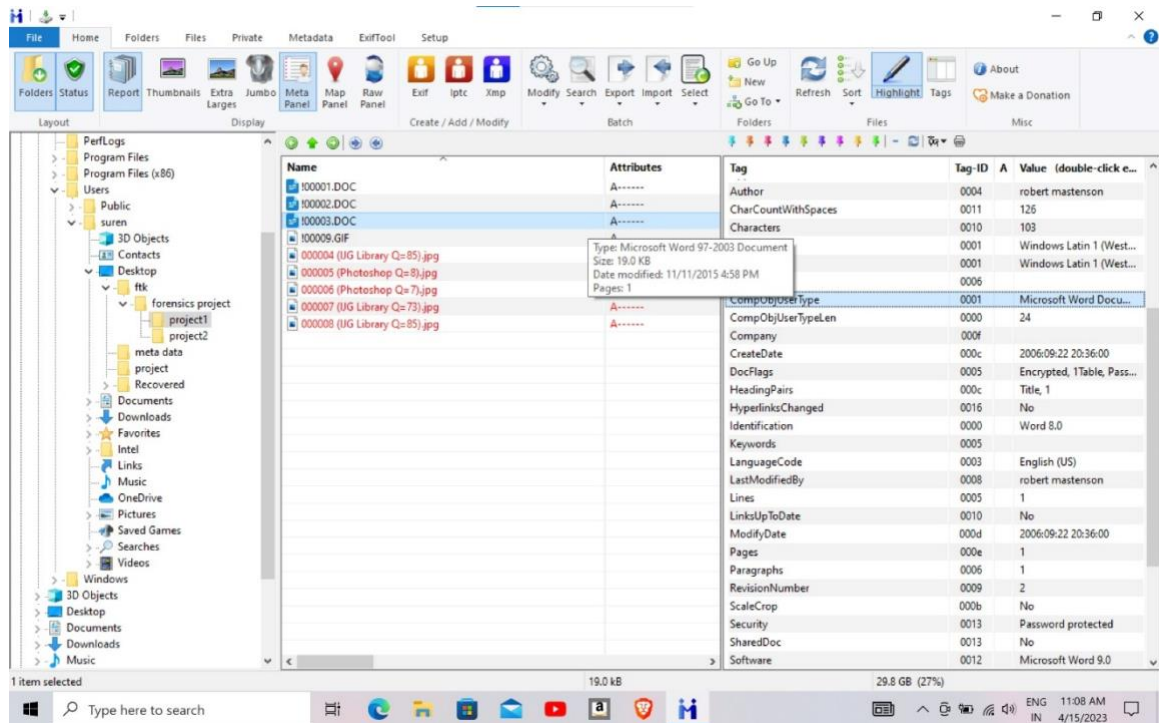 File Home Folders Files Private Metadata ExifTool Setup
Folders Status Report Thumbnails Extra Larges Jumbo Meta Panel Map Panel Raw Panel Exif Iptc Xmp Modify Search Export Import Select Go Up New Go To Refresh Sort Highlight Tags About Make a Donation
Layout Display Create / Add / Modify Batch Folders Files Misc
PerfLogs
Program Files
Program Files (x86)
Users
Public
suren
3D Objects
Contacts
Desktop
ftk
forensics project
project1
project2
meta data
project
Recovered
Documents
Downloads
Favorites
Intel
Links
Music
OneDrive
Pictures
Saved Games
Searches
Videos
Windows
3D Objects
Desktop
Documents
Downloads
Music
Name Attributes
!00001.DOC A------
!00002.DOC A------
!00003.DOC A------
!00009.GIF
000004 (IJG Library Q=85).jpg
000005 (Photoshop Q=8).jpg
000006 (Photoshop Q=7).jpg
000007 (IJG Library Q=73).jpg A------
000008 (IJG Library Q=85).jpg A------
Type: Microsoft Word 97-2003 Document
Size: 19.0 KB
Date modified: 11/11/2015 4:58 PM
Pages: 1
Tag Tag-ID A Value (double-click e...
Author 0004 robert mastenson
CharCountWithSpaces 0011 126
Characters 0010 103
0001 Windows Latin 1 (West...
0001 Windows Latin 1 (West...
0006
CompObjUserType 0001 Microsoft Word Docu...
CompObjUserTypeLen 0000 24
Company 000f
CreateDate 000c 2006:09:22 20:36:00
DocFlags 0005 Encrypted, 1Table, Pass...
HeadingPairs 000c Title, 1
HyperlinksChanged 0016 No
Identification 0000 Word 8.0
Keywords 0005
LanguageCode 0003 English (US)
LastModifiedBy 0008 robert mastenson
Lines 0005 1
LinksUpToDate 0010 No
ModifyDate 000d 2006:09:22 20:36:00
Pages 000e 1
Paragraphs 0006 1
RevisionNumber 0009 2
ScaleCrop 000b No
Security 0013 Password protected
SharedDoc 0013 No
Software 0012 Microsoft Word 9.0
1 item selected 19.0 kB 29.8 GB (27%)
Type here to search a ENG 11:08 AM
IN 4/15/2023